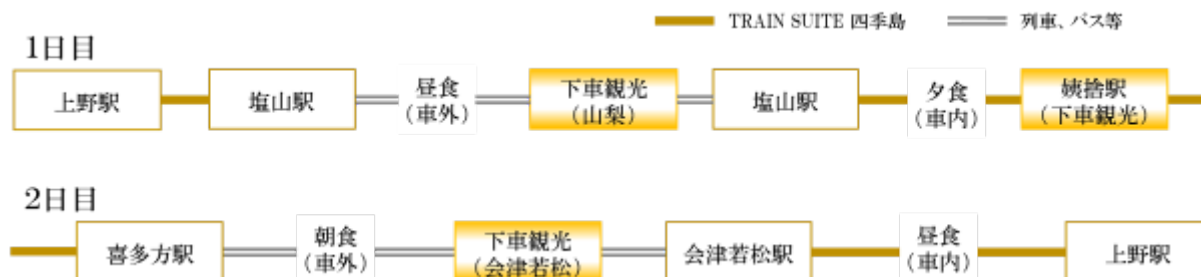 TRAIN SUITE 四季島
列車、バス等
1日目
上野駅
塩山駅
昼食
(車外)
下車観光
(山梨)
塩山駅
夕食
(車内)
姨捨駅
(下車観光)
2日目
喜多方駅
朝食
(車外)
下車観光
(会津若松)
会津若松駅
昼食
(車内)
上野駅